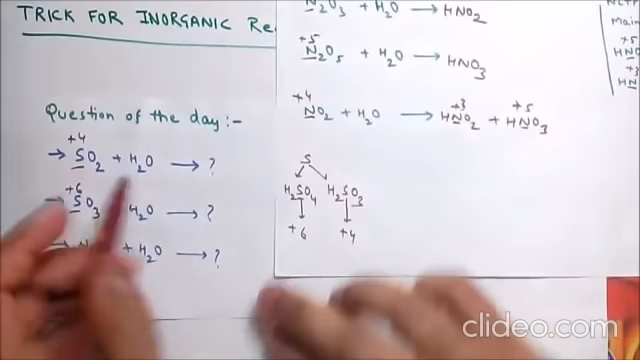 TRICK FOR INORGANIC Re
Question of the day:-
+4
→ SO2 + H2O → ?
+6
SO3 H2O → ?
+ H2O → ?
N2O3 + H2O → HNO2
+5
N2O5 + H2O → HNO3
+4 +3 +5
NO2 + H2O → HNO2 + HNO3
S
H2SO4 H2SO3
+6 +4
Main
+5
HNO
+3
HN
clideo.com